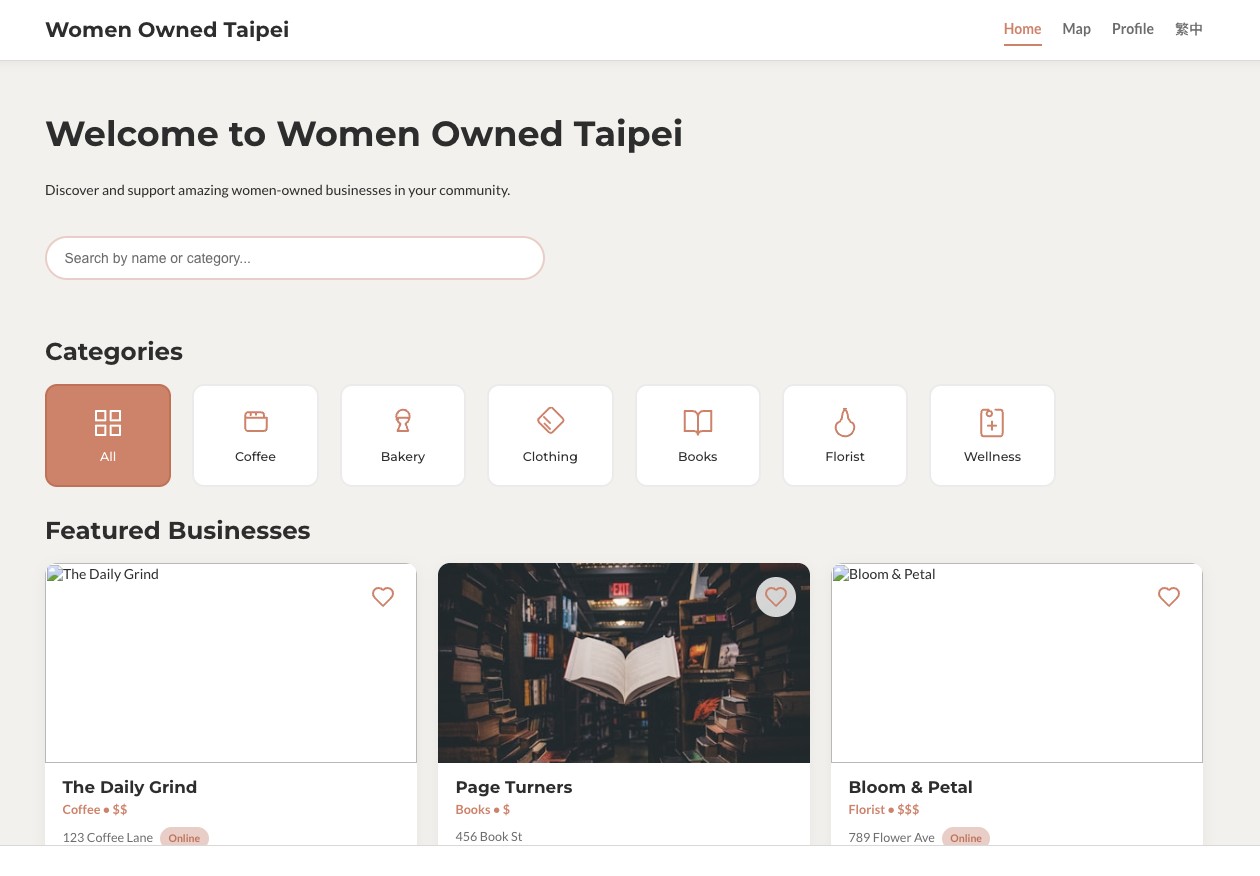 Women Owned Taipei
Home Map Profile 繁中
Welcome to Women Owned Taipei
Discover and support amazing women-owned businesses in your community.
Search by name or category...
Categories
All Coffee Bakery Clothing Books Florist Wellness
Featured Businesses
The Daily Grind
EXIT
Bloom & Petal
The Daily Grind
Coffee • $$
123 Coffee Lane Online
Page Turners
Books • $
456 Book St
Bloom & Petal
Florist • $$$
789 Flower Ave Online